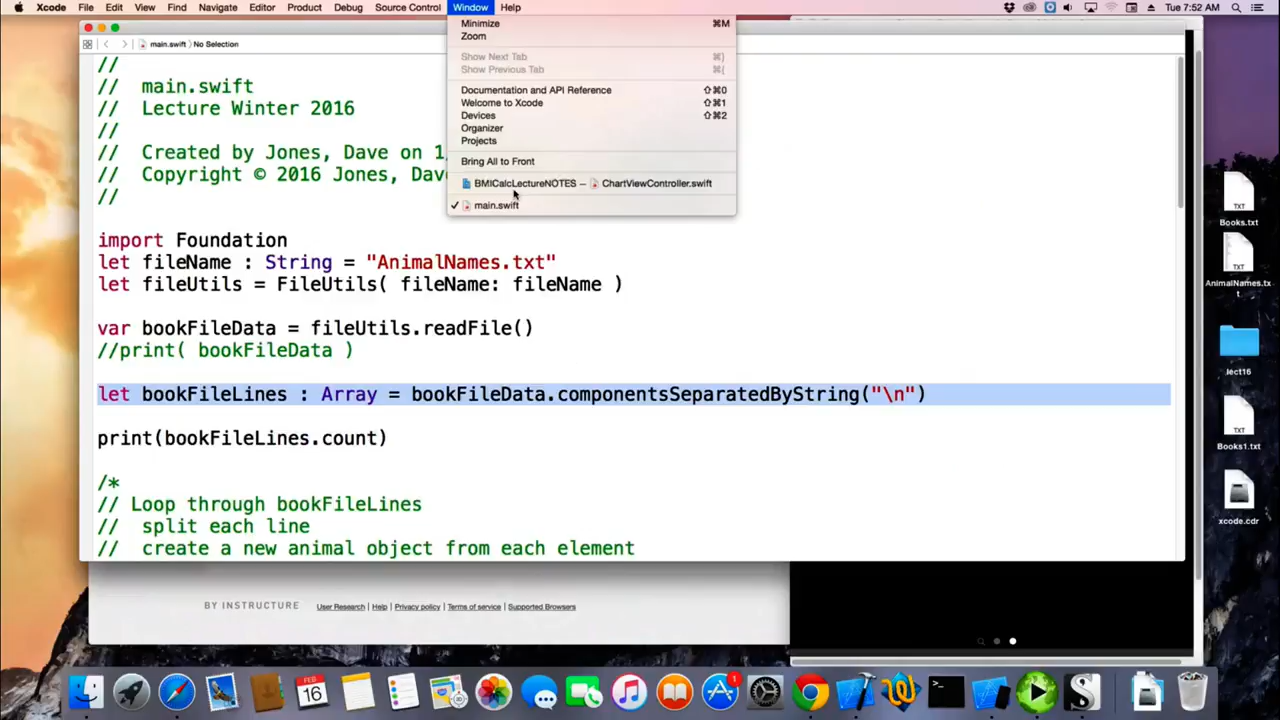 Xcode File Edit View Find Navigate Editor Product Debug Source Control Window Help Tue 7:52 AM
Minimize ⌘M
Zoom
Show Next Tab ⌘}
Show Previous Tab ⌘{
Documentation and API Reference ⇧⌘0
Welcome to Xcode ⇧⌘1
Devices ⇧⌘2
Organizer
Projects
Bring All to Front
BMICalcLectureNOTES — ChartViewController.swift
✓ main.swift
main.swift 〉No Selection
//
// main.swift
// Lecture Winter 2016
//
// Created by Jones, Dave on 1
// Copyright © 2016 Jones, Dav
//
import Foundation
let fileName : String = "AnimalNames.txt"
let fileUtils = FileUtils( fileName: fileName )
var bookFileData = fileUtils.readFile()
//print( bookFileData )
let bookFileLines : Array = bookFileData.componentsSeparatedByString("\n")
print(bookFileLines.count)
/*
// Loop through bookFileLines
// split each line
// create a new animal object from each element
BY INSTRUCTURE User Research | Help | Privacy policy | Terms of service | Supported Browsers
TXT
Books.txt
TXT
AnimalNames.tx
t
lect16
TXT
Books1.txt
xcode.cdr
FEB
16
1